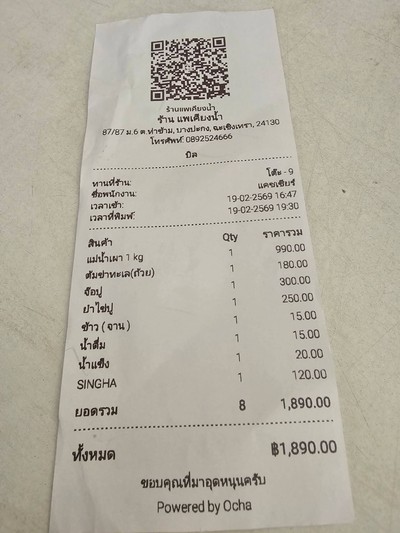 ร้านแพเคียงน้ำ
ร้าน แพเคียงน้ำ
87/87 ม.6 ต.ท่าข้าม, บางปะกง, ฉะเชิงเทรา, 24130
โทรศัพท์: 0892524666
บิล
ทานที่ร้าน: โต๊ะ - 9
ชื่อพนักงาน: แคชเชียร์
เวลาเข้า: 19-02-2569 16:47
เวลาที่พิมพ์: 19-02-2569 19:30
สินค้า Qty ราคารวม
แม่น้ำเผา 1 kg 1 990.00
ต้มข่าทะเล(ถ้วย) 1 180.00
จ๊อปู 1 300.00
ยำไข่ปู 1 250.00
ข้าว ( จาน ) 1 15.00
น้ำดื่ม 1 15.00
น้ำแข็ง 1 20.00
SINGHA 1 120.00
ยอดรวม 8 1,890.00
ทั้งหมด ฿1,890.00
ขอบคุณที่มาอุดหนุนครับ
Powered by Ocha